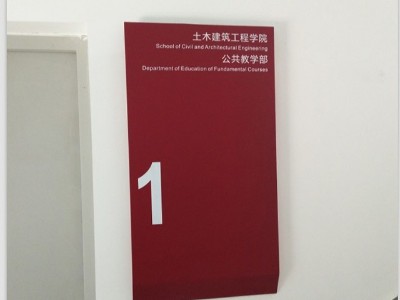 土木建筑工程学院
School of Civil and Architectural Engineering
公共教学部
Department of Education of Fundamental Courses
1